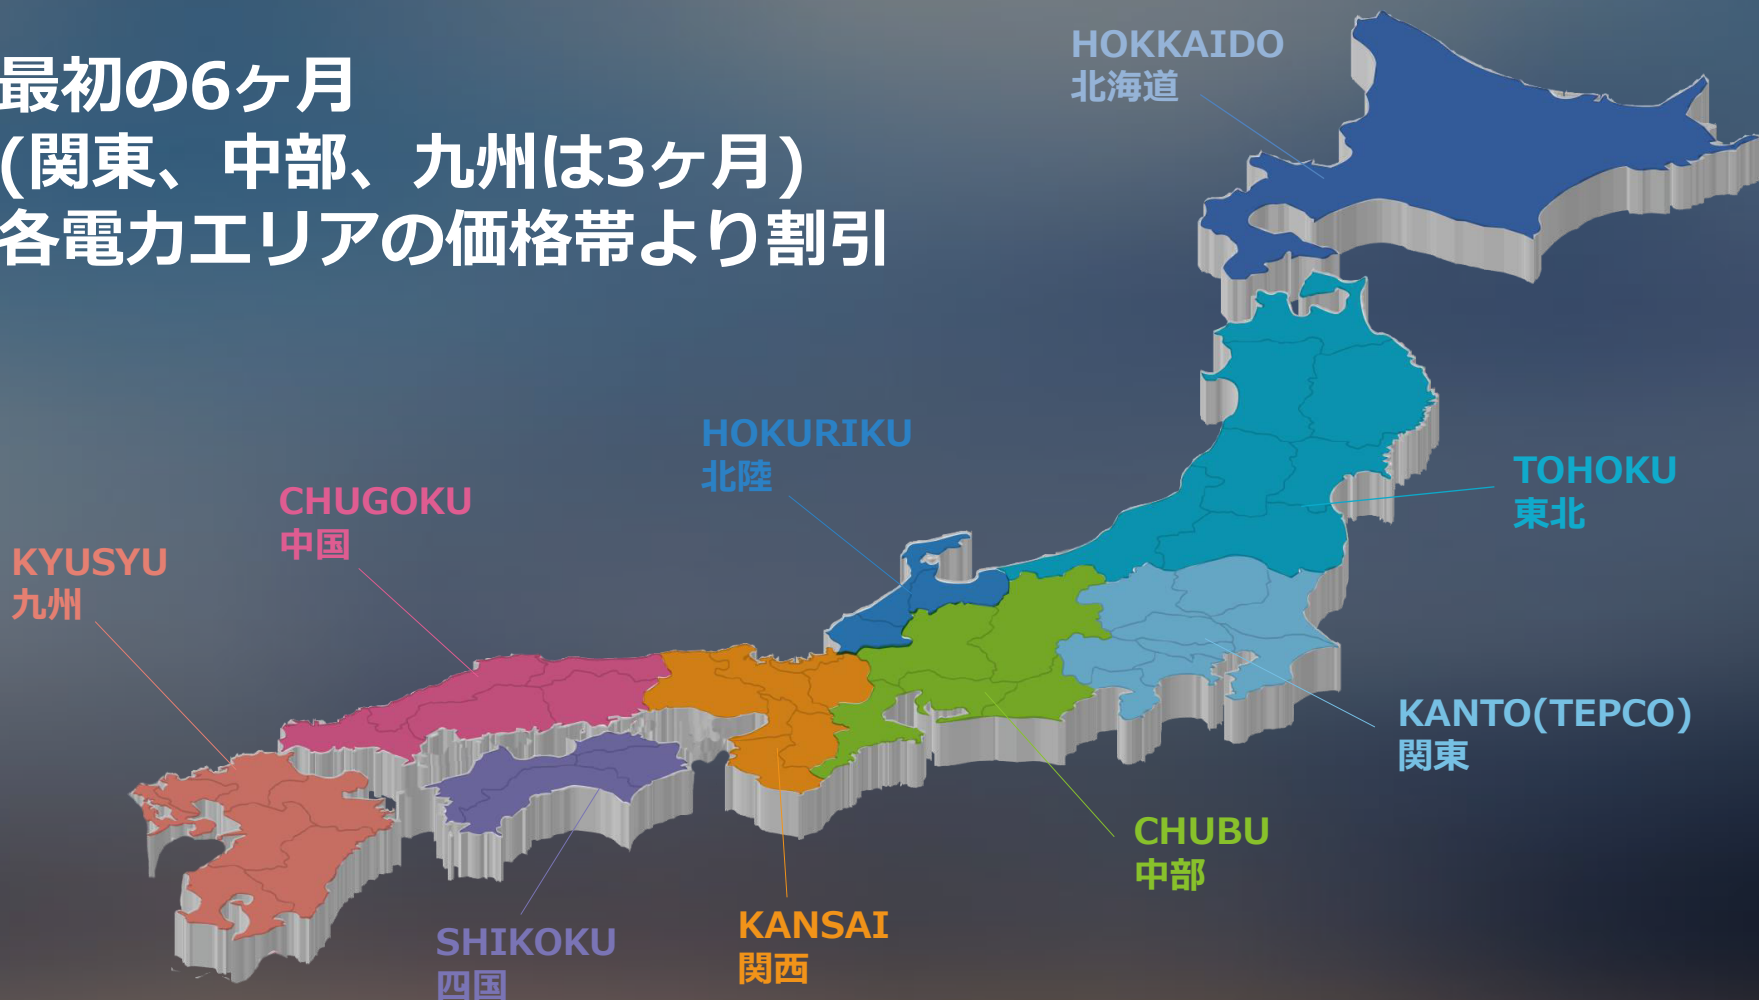 最初の6ヶ月
(関東、中部、九州は3ヶ月)
各電力エリアの価格帯より割引
HOKKAIDO
北海道
HOKURIKU
北陸
TOHOKU
東北
CHUGOKU
中国
KYUSYU
九州
KANTO(TEPCO)
関東
CHUBU
中部
KANSAI
関西
SHIKOKU
四国